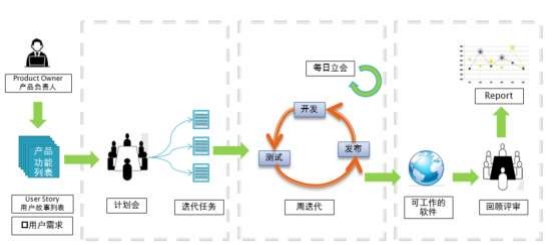 Product Owner
产品负责人
产品
功能
列表
User Story
用户故事列表
口用户需求
计划会
迭代任务
每日立会
开发
测试
发布
周迭代
可工作的
软件
Report
回顾评审